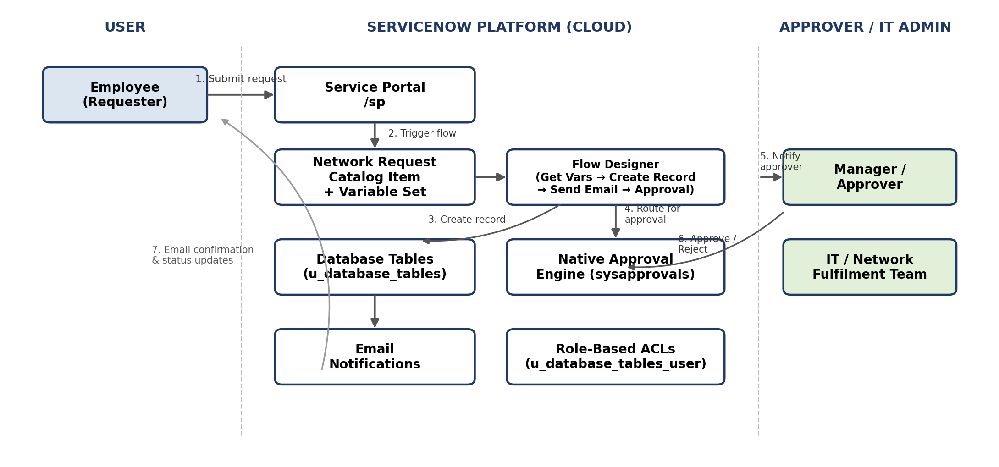 USER
SERVICENOW PLATFORM (CLOUD)
APPROVER / IT ADMIN
Employee
(Requester)
1. Submit request
Service Portal
/sp
2. Trigger flow
Network Request
Catalog Item
+ Variable Set
Flow Designer
(Get Vars → Create Record
→ Send Email → Approval)
5. Notify
approver
Manager /
Approver
3. Create record
4. Route for
approval
6. Approve /
Reject
7. Email confirmation
& status updates
Database Tables
(u_database_tables)
Native Approval
Engine (sysapprovals)
IT / Network
Fulfilment Team
Email
Notifications
Role-Based ACLs
(u_database_tables_user)